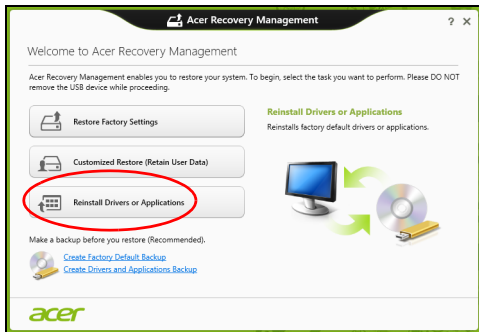 Acer Recovery Management
? ×
Welcome to Acer Recovery Management
Acer Recovery Management enables you to restore your system. To begin, select the task you want to perform. Please DO NOT
remove the USB device while proceeding.
Restore Factory Settings
Customized Restore (Retain User Data)
Reinstall Drivers or Applications
Reinstall Drivers or Applications
Reinstalls factory default drivers or applications.
Make a backup before you restore (Recommended).
Create Factory Default Backup
Create Drivers and Applications Backup
acer